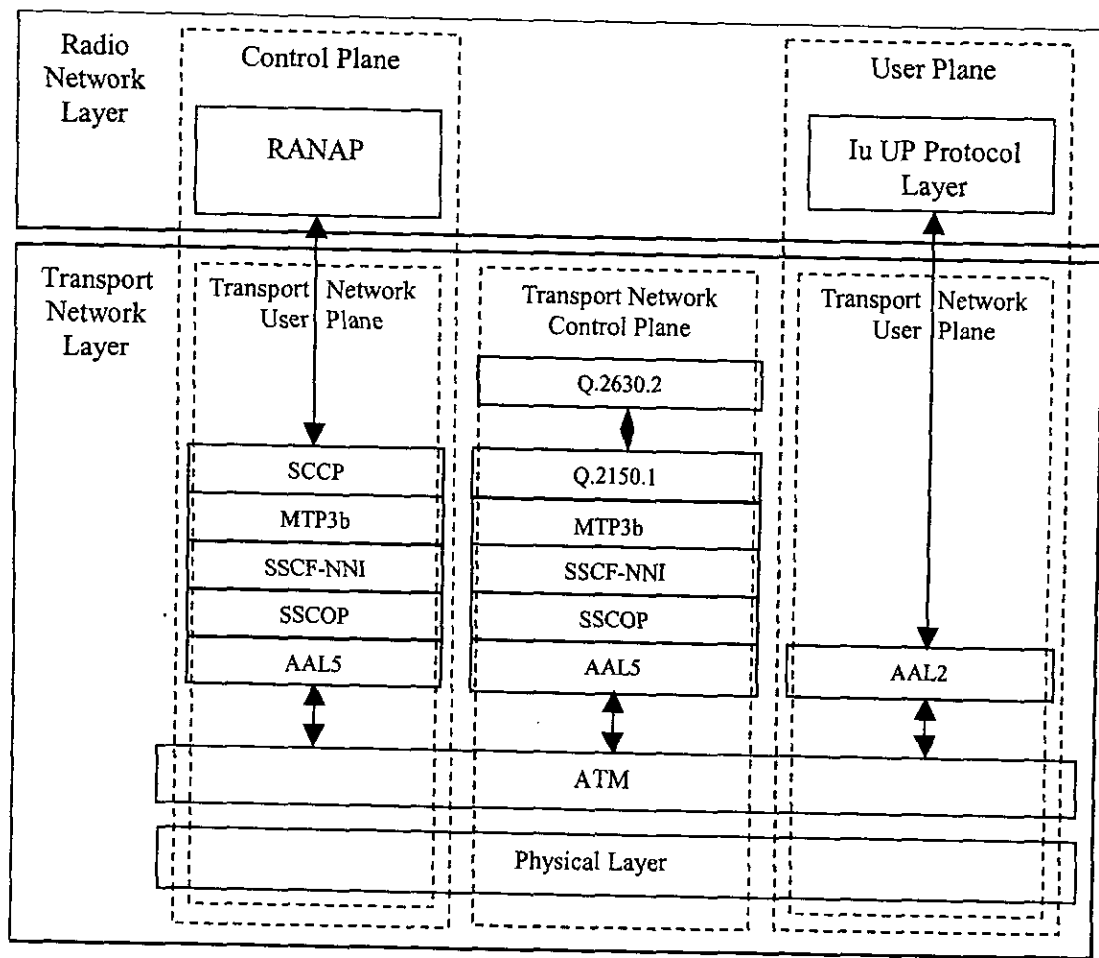 Radio
Network
Layer
Control Plane
User Plane
RANAP
Iu UP Protocol
Layer
Transport
Network
Layer
Transport Network
User Plane
Transport Network
Control Plane
Transport Network
User Plane
Q.2630.2
SCCP
MTP3b
SSCF-NNI
SSCOP
AAL5
Q.2150.1
MTP3b
SSCF-NNI
SSCOP
AAL5
AAL2
ATM
Physical Layer